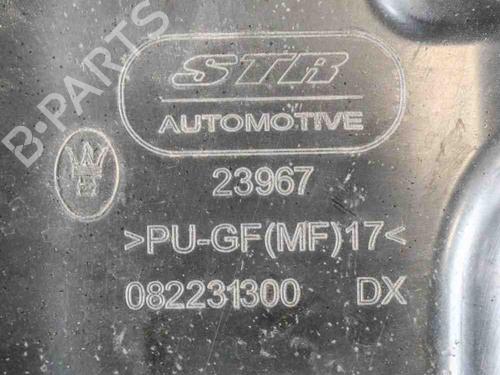 B-PARTS
STR
AUTOMOTIVE
23967
>PU-GF(MF)17<
082231300 DX